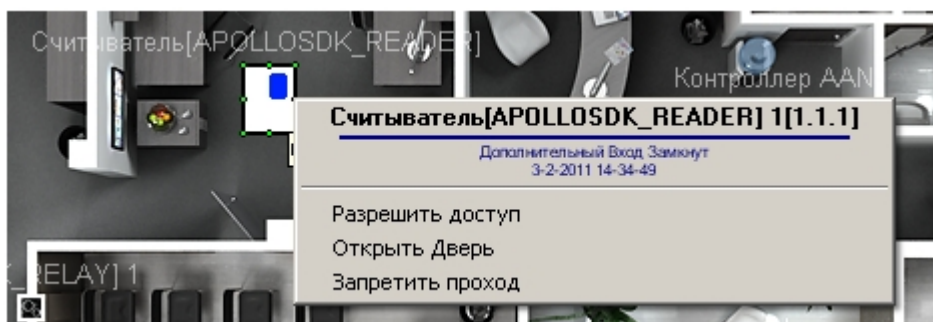 Считыватель[APOLLOSDK_READER]
Контроллер AAN
Считыватель[APOLLOSDK_READER] 1[1.1.1]
Дополнительный Вход Замкнут
3-2-2011 14-34-49
Разрешить доступ
Открыть Дверь
Запретить проход
K_RELAY] 1